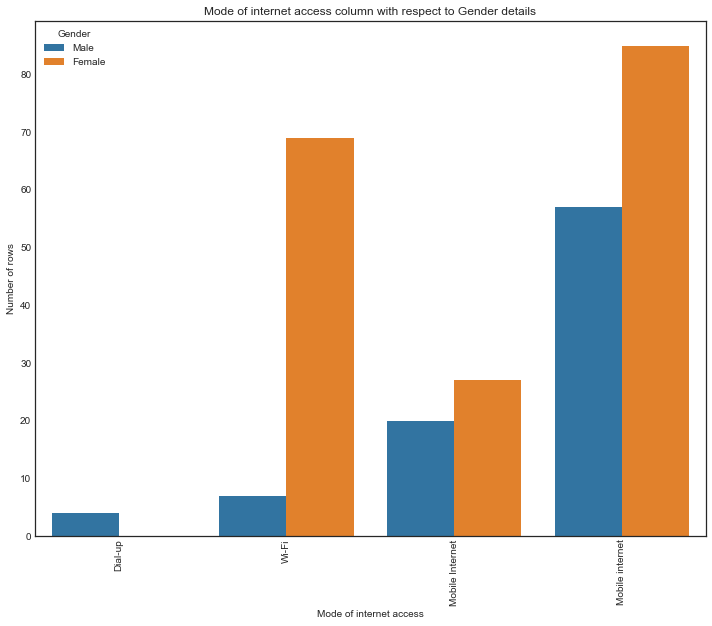 Mode of internet access column with respect to Gender details
Gender
Male
Female
80
70
60
50
40
30
20
10
0
Number of rows
Dial-up
Wi-Fi
Mobile Internet
Mobile internet
Mode of internet access